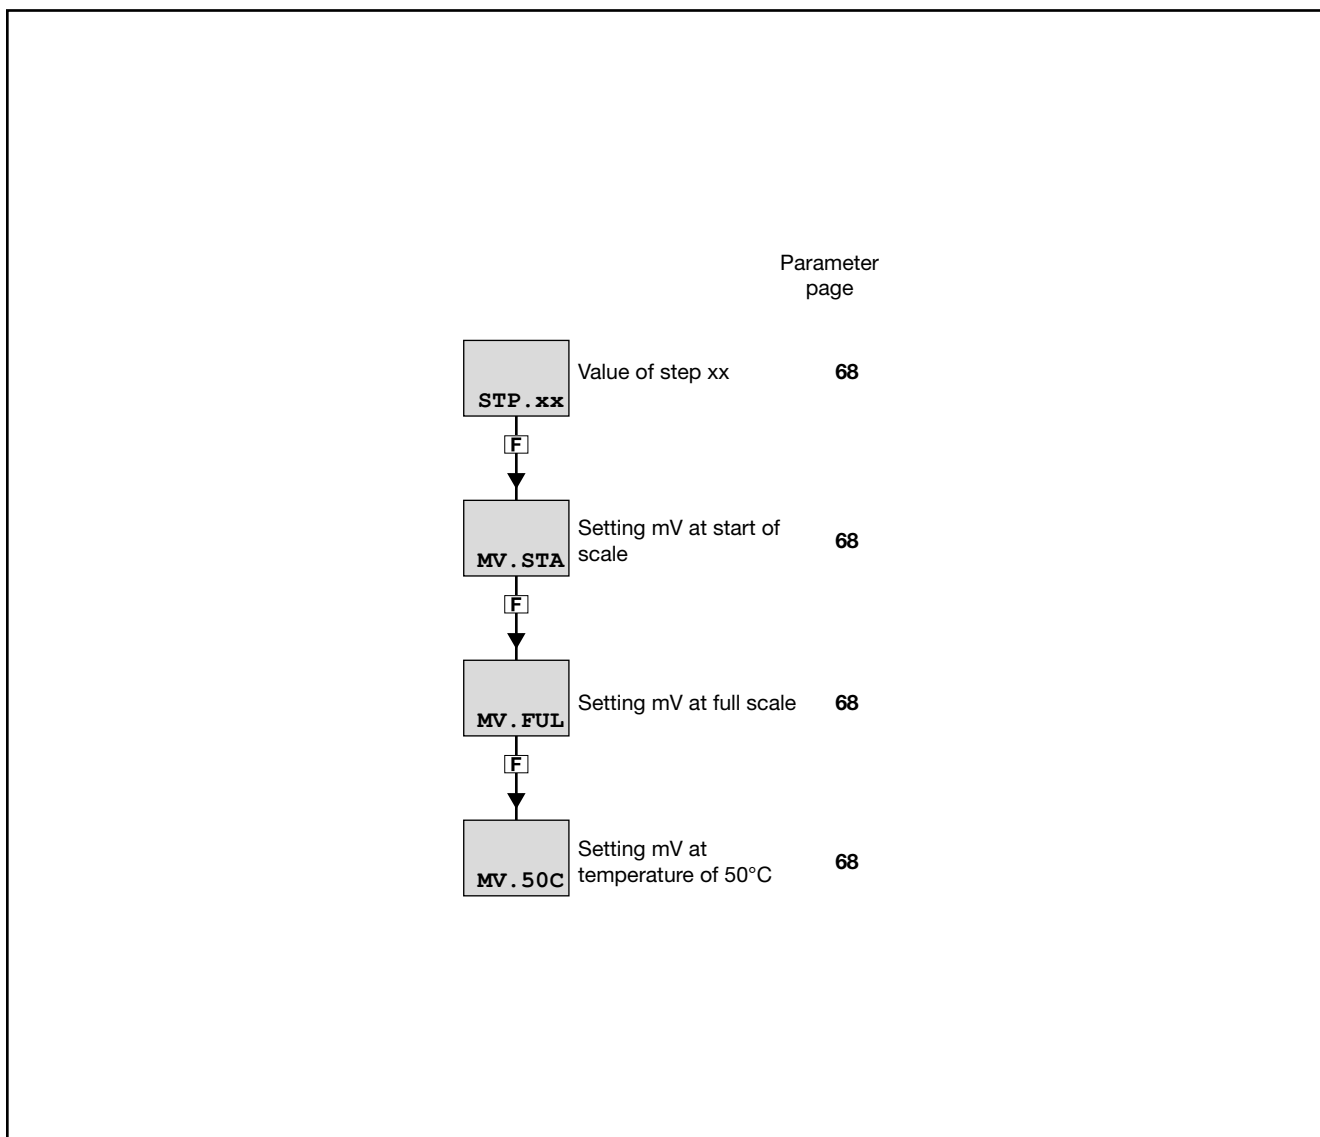 Parameter
page
STP.xx
Value of step xx
68
F
MV.STA
Setting mV at start of
scale
68
F
MV.FUL
Setting mV at full scale
68
F
MV.50C
Setting mV at
temperature of 50°C
68